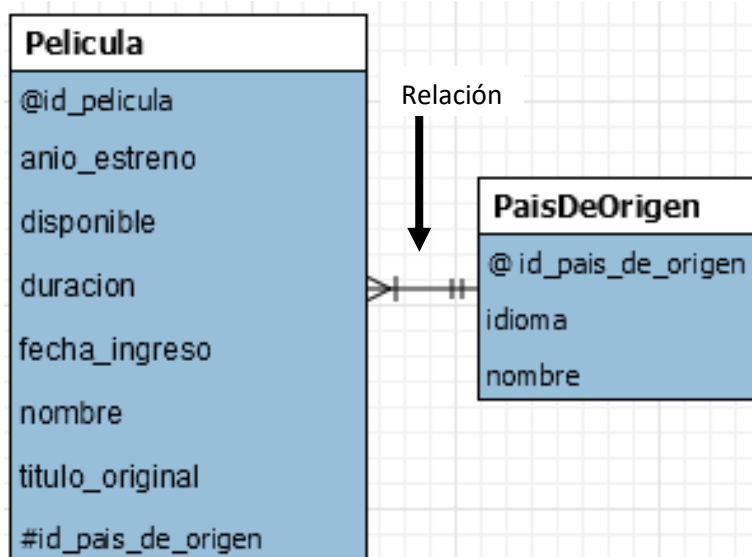 Pelicula
@id_pelicula
anio_estreno
disponible
duracion
fecha_ingreso
nombre
titulo_original
#id_pais_de_origen
Relación
PaisDeOrigen
@ id_pais_de_origen
idioma
nombre